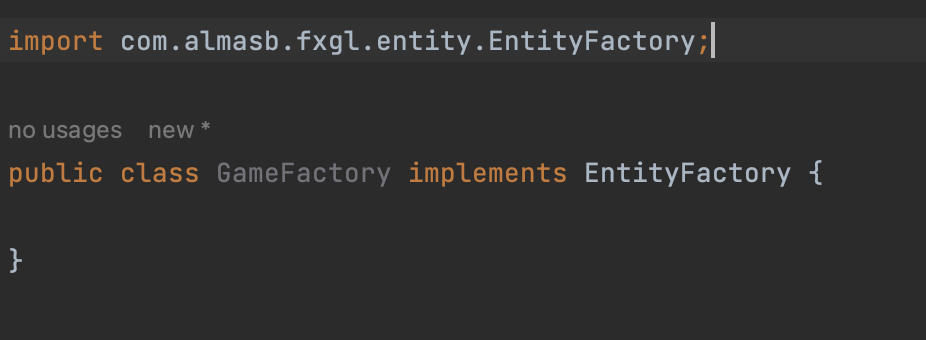 import com.almasb.fxgl.entity.EntityFactory;
no usages new *
public class GameFactory implements EntityFactory {
}